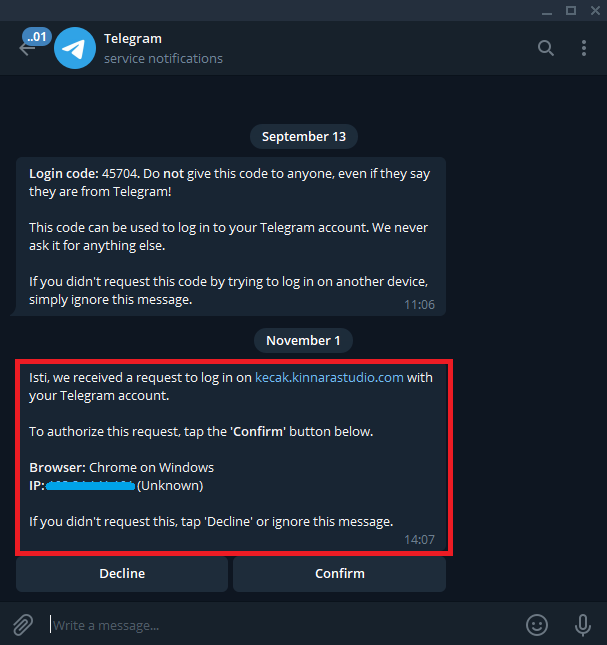 ..01
Telegram
service notifications
September 13
Login code: 45704. Do not give this code to anyone, even if they say
they are from Telegram!
This code can be used to log in to your Telegram account. We never
ask it for anything else.
If you didn't request this code by trying to log in on another device,
simply ignore this message.
11:06
November 1
Isti, we received a request to log in on kecak.kinnarastudio.com with
your Telegram account.
To authorize this request, tap the 'Confirm' button below.
Browser: Chrome on Windows
IP: (Unknown)
If you didn't request this, tap 'Decline' or ignore this message.
14:07
Decline
Confirm
Write a message...